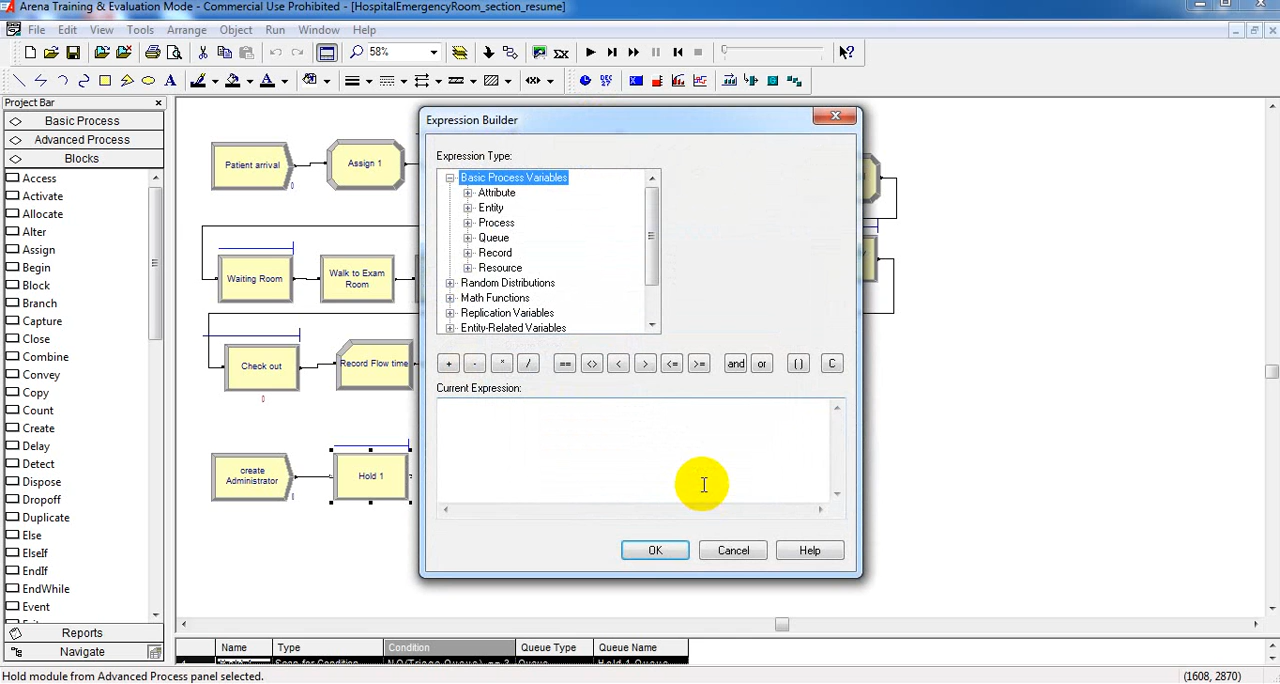 Arena Training & Evaluation Mode - Commercial Use Prohibited - [HospitalEmergencyRoom_section_resume]
File Edit View Tools Arrange Object Run Window Help
58%
Project Bar
Basic Process
Advanced Process
Blocks
Access
Activate
Allocate
Alter
Assign
Begin
Block
Branch
Capture
Close
Combine
Convey
Copy
Count
Create
Delay
Detect
Dispose
Dropoff
Duplicate
Else
ElseIf
EndIf
EndWhile
Event
Reports
Navigate
Patient arrival
0
Assign 1
Waiting Room
Walk to Exam
Room
Check out
0
Record Flow time
create
Administrator
Hold 1
Expression Builder
Expression Type:
Basic Process Variables
Attribute
Entity
Process
Queue
Record
Resource
Random Distributions
Math Functions
Replication Variables
Entity-Related Variables
+ - * / == <> < > <= >= and or ( ) C
Current Expression:
OK Cancel Help
Name Type Condition Queue Type Queue Name
Hold module from Advanced Process panel selected.
(1608, 2870)